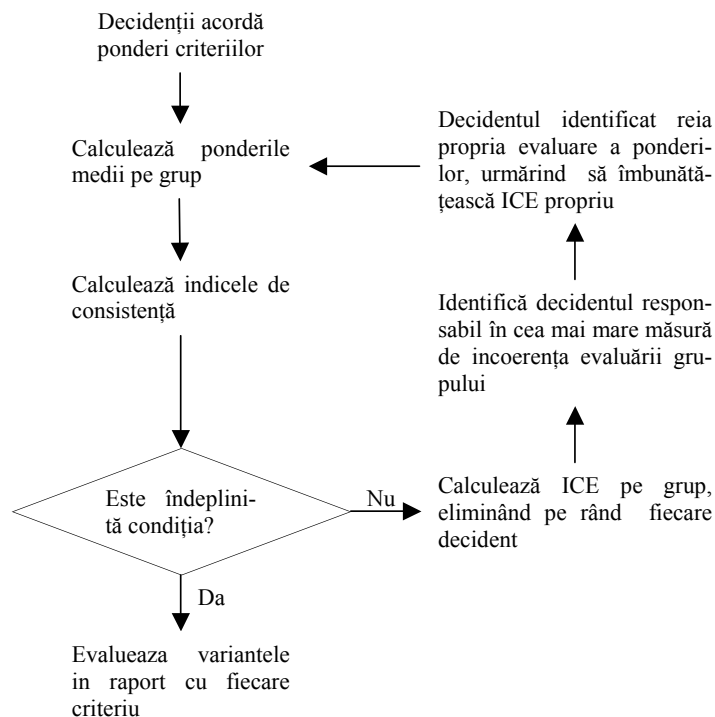 Decidenții acordă
ponderi criteriilor
Calculează ponderile
medii pe grup
Calculează indicele de
consistență
Este îndeplini-
tă condiția?
Nu
Calculează ICE pe grup,
eliminând pe rând fiecare
decident
Identifică decidentul respon-
sabil în cea mai mare măsură
de incoerența evaluării gru-
pului
Decidentul identificat reia
propria evaluare a ponderi-
lor, urmărind să îmbunătă-
țească ICE propriu
Da
Evalueaza variantele
in raport cu fiecare
criteriu